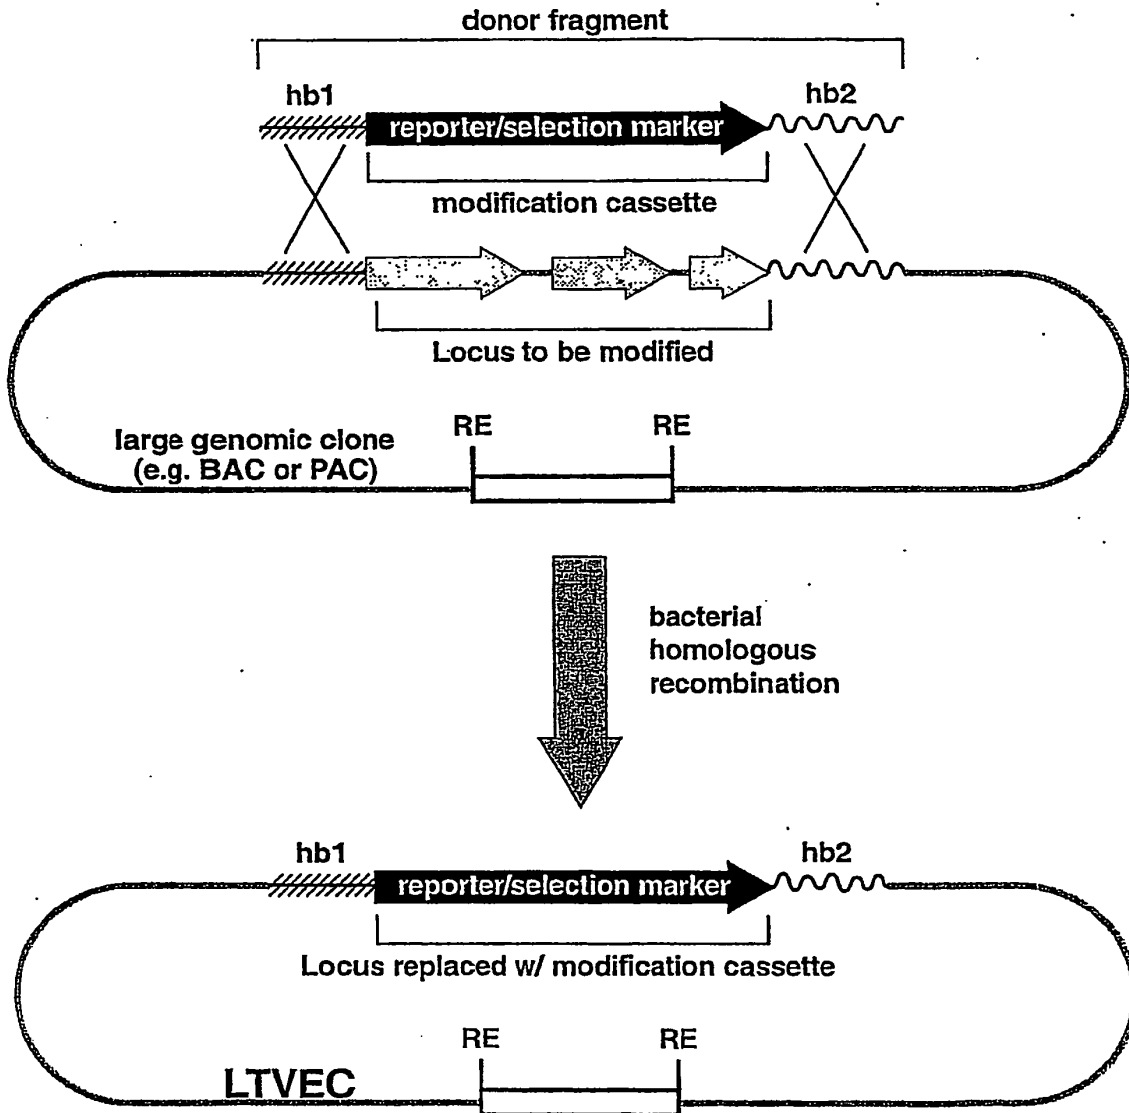 donor fragment
hb1
hb2
reporter/selection marker
modification cassette
Locus to be modified
RE
RE
large genomic clone
(e.g. BAC or PAC)
bacterial
homologous
recombination
hb1
hb2
reporter/selection marker
Locus replaced w/ modification cassette
RE
RE
LTVEC